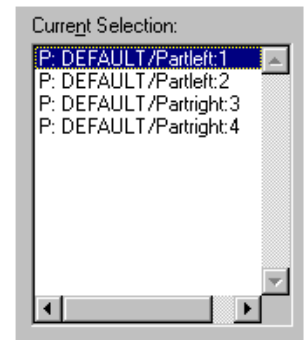 Current Selection:
P: DEFAULT/Partleft:1
P: DEFAULT/Partleft:2
P: DEFAULT/Partright:3
P: DEFAULT/Partright:4